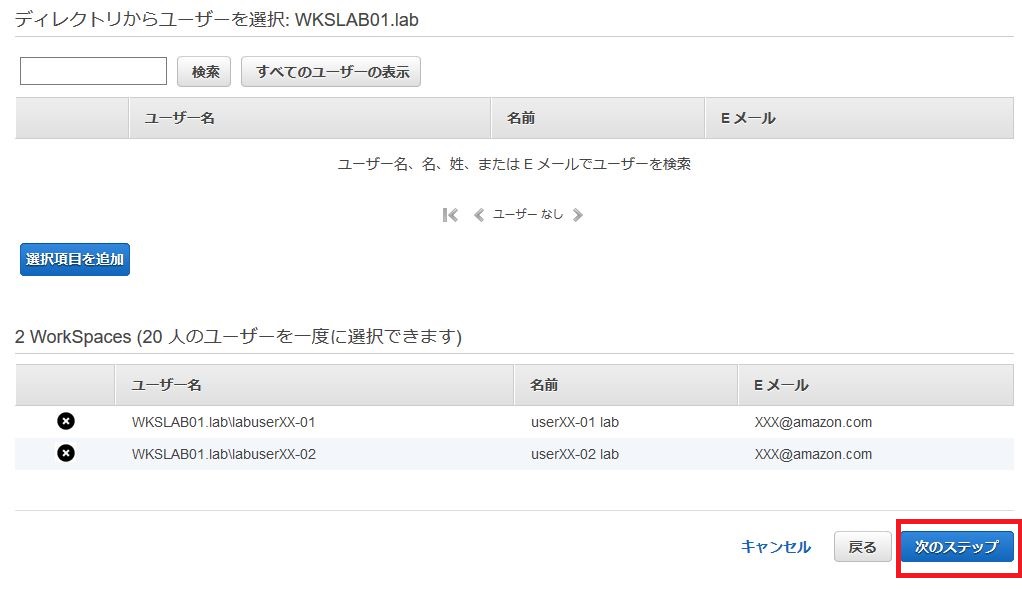 ディレクトリからユーザーを選択: WKSLAB01.lab
検索 すべてのユーザーの表示
ユーザー名 名前 E メール
ユーザー名、名、姓、または E メールでユーザーを検索
ユーザー なし
選択項目を追加
2 WorkSpaces (20 人のユーザーを一度に選択できます)
ユーザー名 名前 E メール
WKSLAB01.lab\labuserXX-01 userXX-01 lab XXX@amazon.com
WKSLAB01.lab\labuserXX-02 userXX-02 lab XXX@amazon.com
キャンセル 戻る 次のステップ